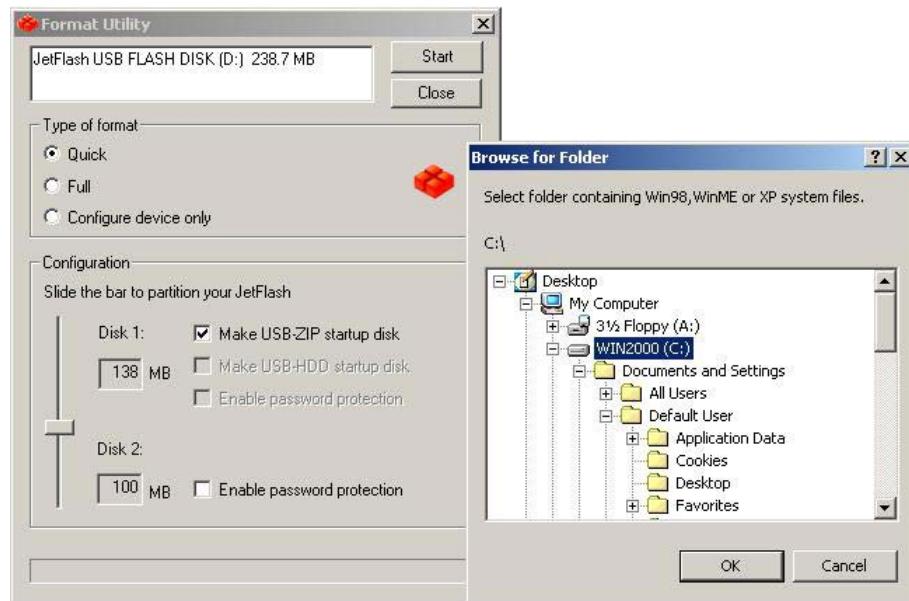 Format Utility
JetFlash USB FLASH DISK (D:) 238.7 MB
Start
Close
Type of format
Quick
Full
Configure device only
Configuration
Slide the bar to partition your JetFlash
Disk 1:
138 MB
Make USB-ZIP startup disk
Make USB-HDD startup disk
Enable password protection
Disk 2:
100 MB
Enable password protection
Browse for Folder
Select folder containing Win98,WinME or XP system files.
C:\
Desktop
My Computer
3½ Floppy (A:)
WIN2000 (C:)
Documents and Settings
All Users
Default User
Application Data
Cookies
Desktop
Favorites
OK
Cancel